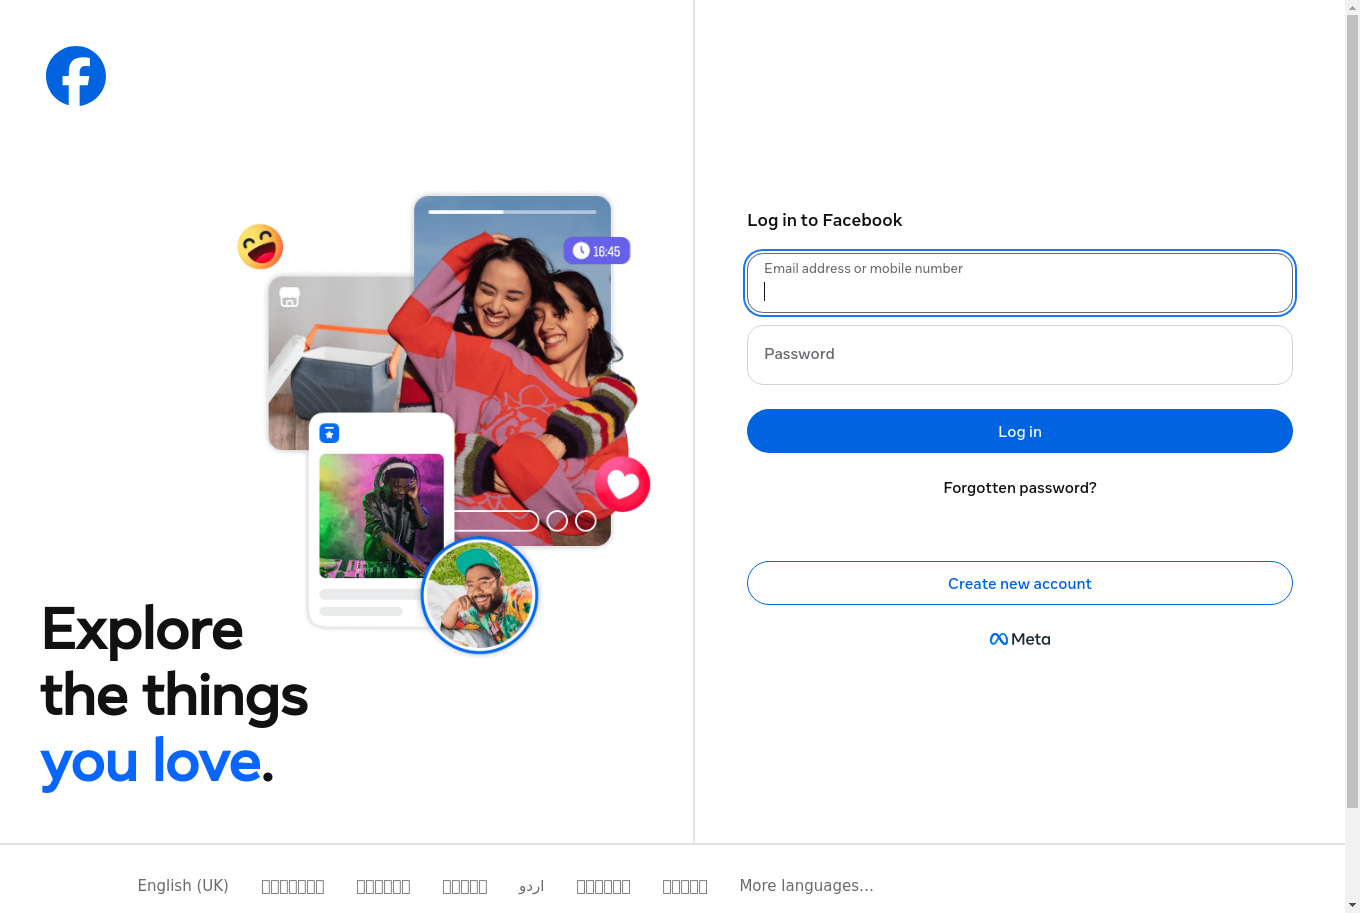 16:45
Explore
the things
you love.
Log in to Facebook
Email address or mobile number
Password
Log in
Forgotten password?
Create new account
Meta
English (UK)
اردو
More languages…